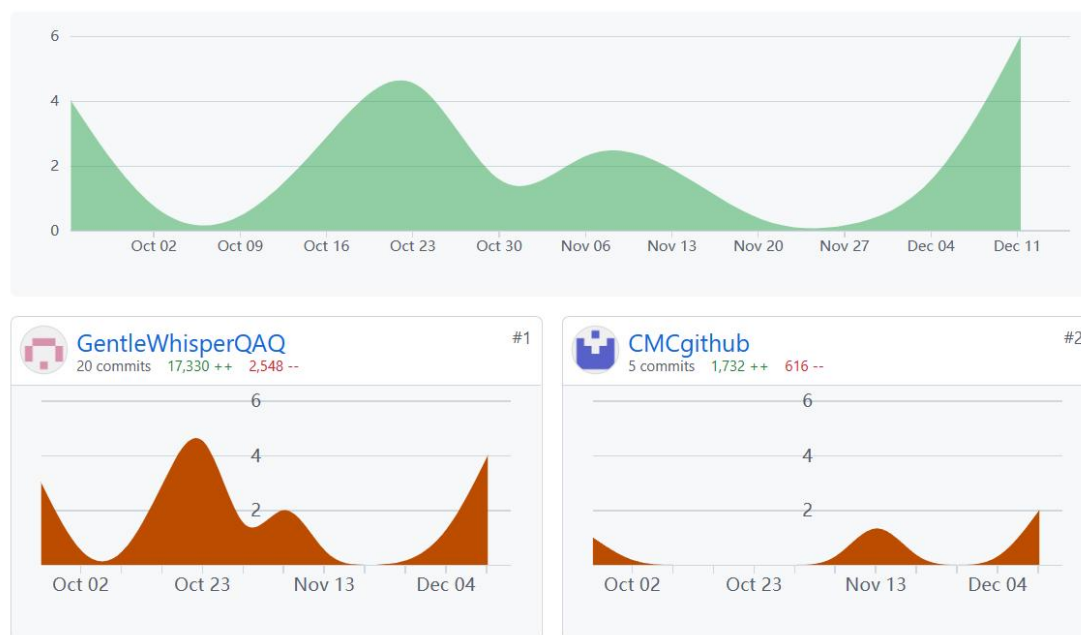 6
4
2
0
Oct 02 Oct 09 Oct 16 Oct 23 Oct 30 Nov 06 Nov 13 Nov 20 Nov 27 Dec 04 Dec 11
GentleWhisperQAQ #1
20 commits 17,330 ++ 2,548 --
6
4
2
Oct 02 Oct 23 Nov 13 Dec 04
CMCgithub #2
5 commits 1,732 ++ 616 --
6
4
2
Oct 02 Oct 23 Nov 13 Dec 04